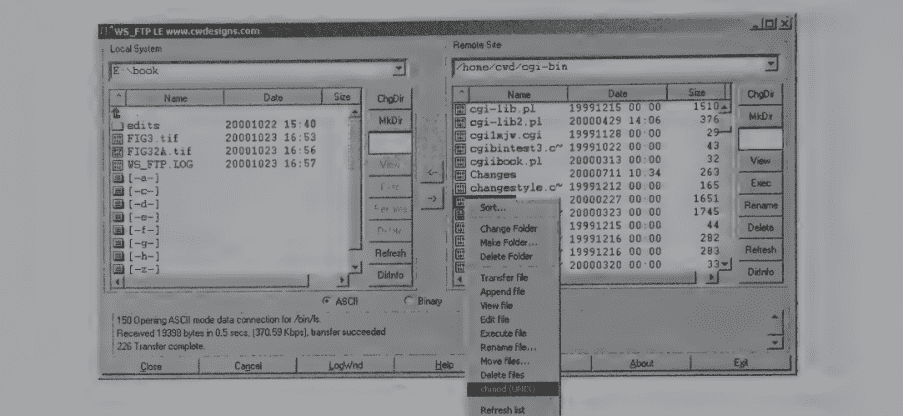 WS_FTP LE www.cwdesigns.com
Local System
E:\book
Name Date Size
edits 20001022 15:40
FIG3.tif 20001023 16:53
FIG32A.tif 20001023 16:56
WS_FTP.LOG 20001023 16:57
[-a-]
[-c-]
[-d-]
[-e-]
[-f-]
[-g-]
[-h-]
[-z-]
ChgDir
MkDir
View
Exec
Rename
Delete
Refresh
DirInfo
<-
->
Remote Site
/home/cwd/cgi-bin
Name Date Size
cgi-lib.pl 19991215 00:00 1510
cgi-lib2.pl 20000429 14:06 376
19991128 00:00 29
cgibintest3.c~ 19991022 00:00 43
cgiibook.pl 20000313 00:00 32
Changes 20000711 10:34 263
changestyle.c~ 19991212 00:00 165
20000227 00:00 1651
20000323 00:00 1745
19991215 00:00 44
19991216 00:00 282
19991216 00:00 283
20000320 00:00 33
ChgDir
MkDir
View
Exec
Rename
Delete
Refresh
DirInfo
Sort...
Change Folder
Make Folder...
Delete Folder
Transfer file
Append file
View file
Edit file
Execute file
Rename file...
Move files...
Delete files
chmod (UNIX)
Refresh list
ASCII Binary
150 Opening ASCII mode data connection for /bin/ls.
Received 19398 bytes in 0.5 secs, (370.59 Kbps), transfer succeeded
226 Transfer complete.
Close Cancel LogWnd Help About Exit